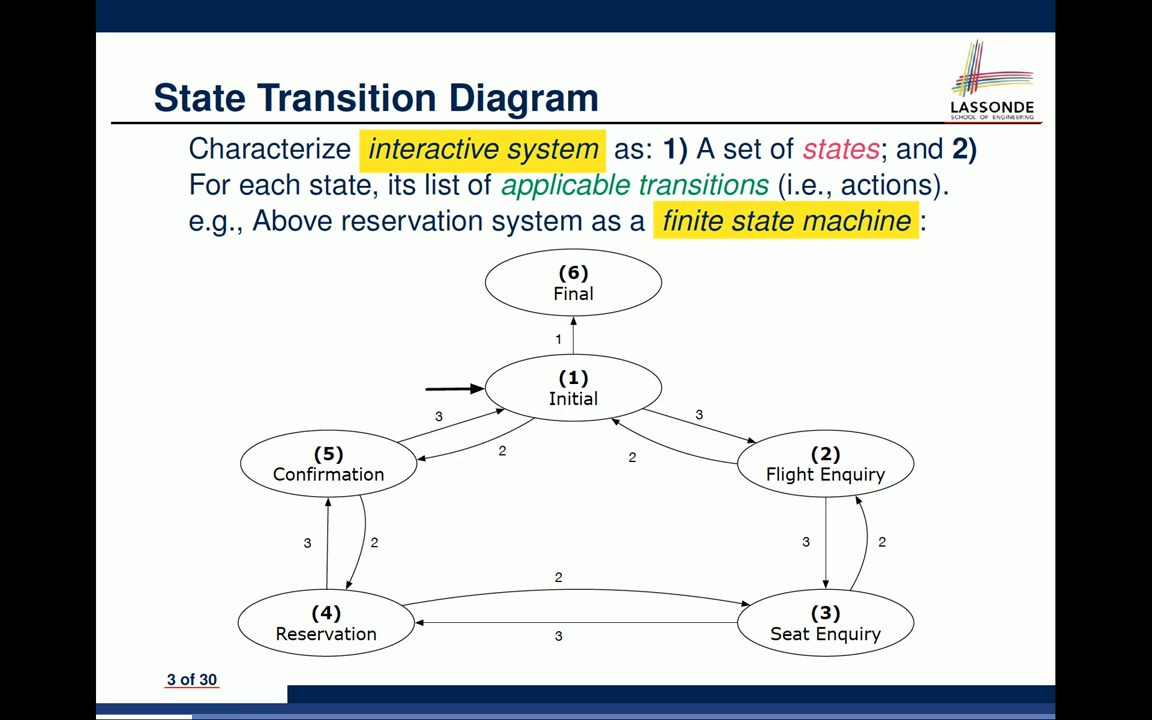 State Transition Diagram
LASSONDE
SCHOOL OF ENGINEERING
Characterize interactive system as: 1) A set of states; and 2)
For each state, its list of applicable transitions (i.e., actions).
e.g., Above reservation system as a finite state machine :
(6)
Final
1
(1)
Initial
3
3
2
2
(5)
Confirmation
(2)
Flight Enquiry
3
2
3
2
2
(4)
Reservation
(3)
Seat Enquiry
3
3 of 30